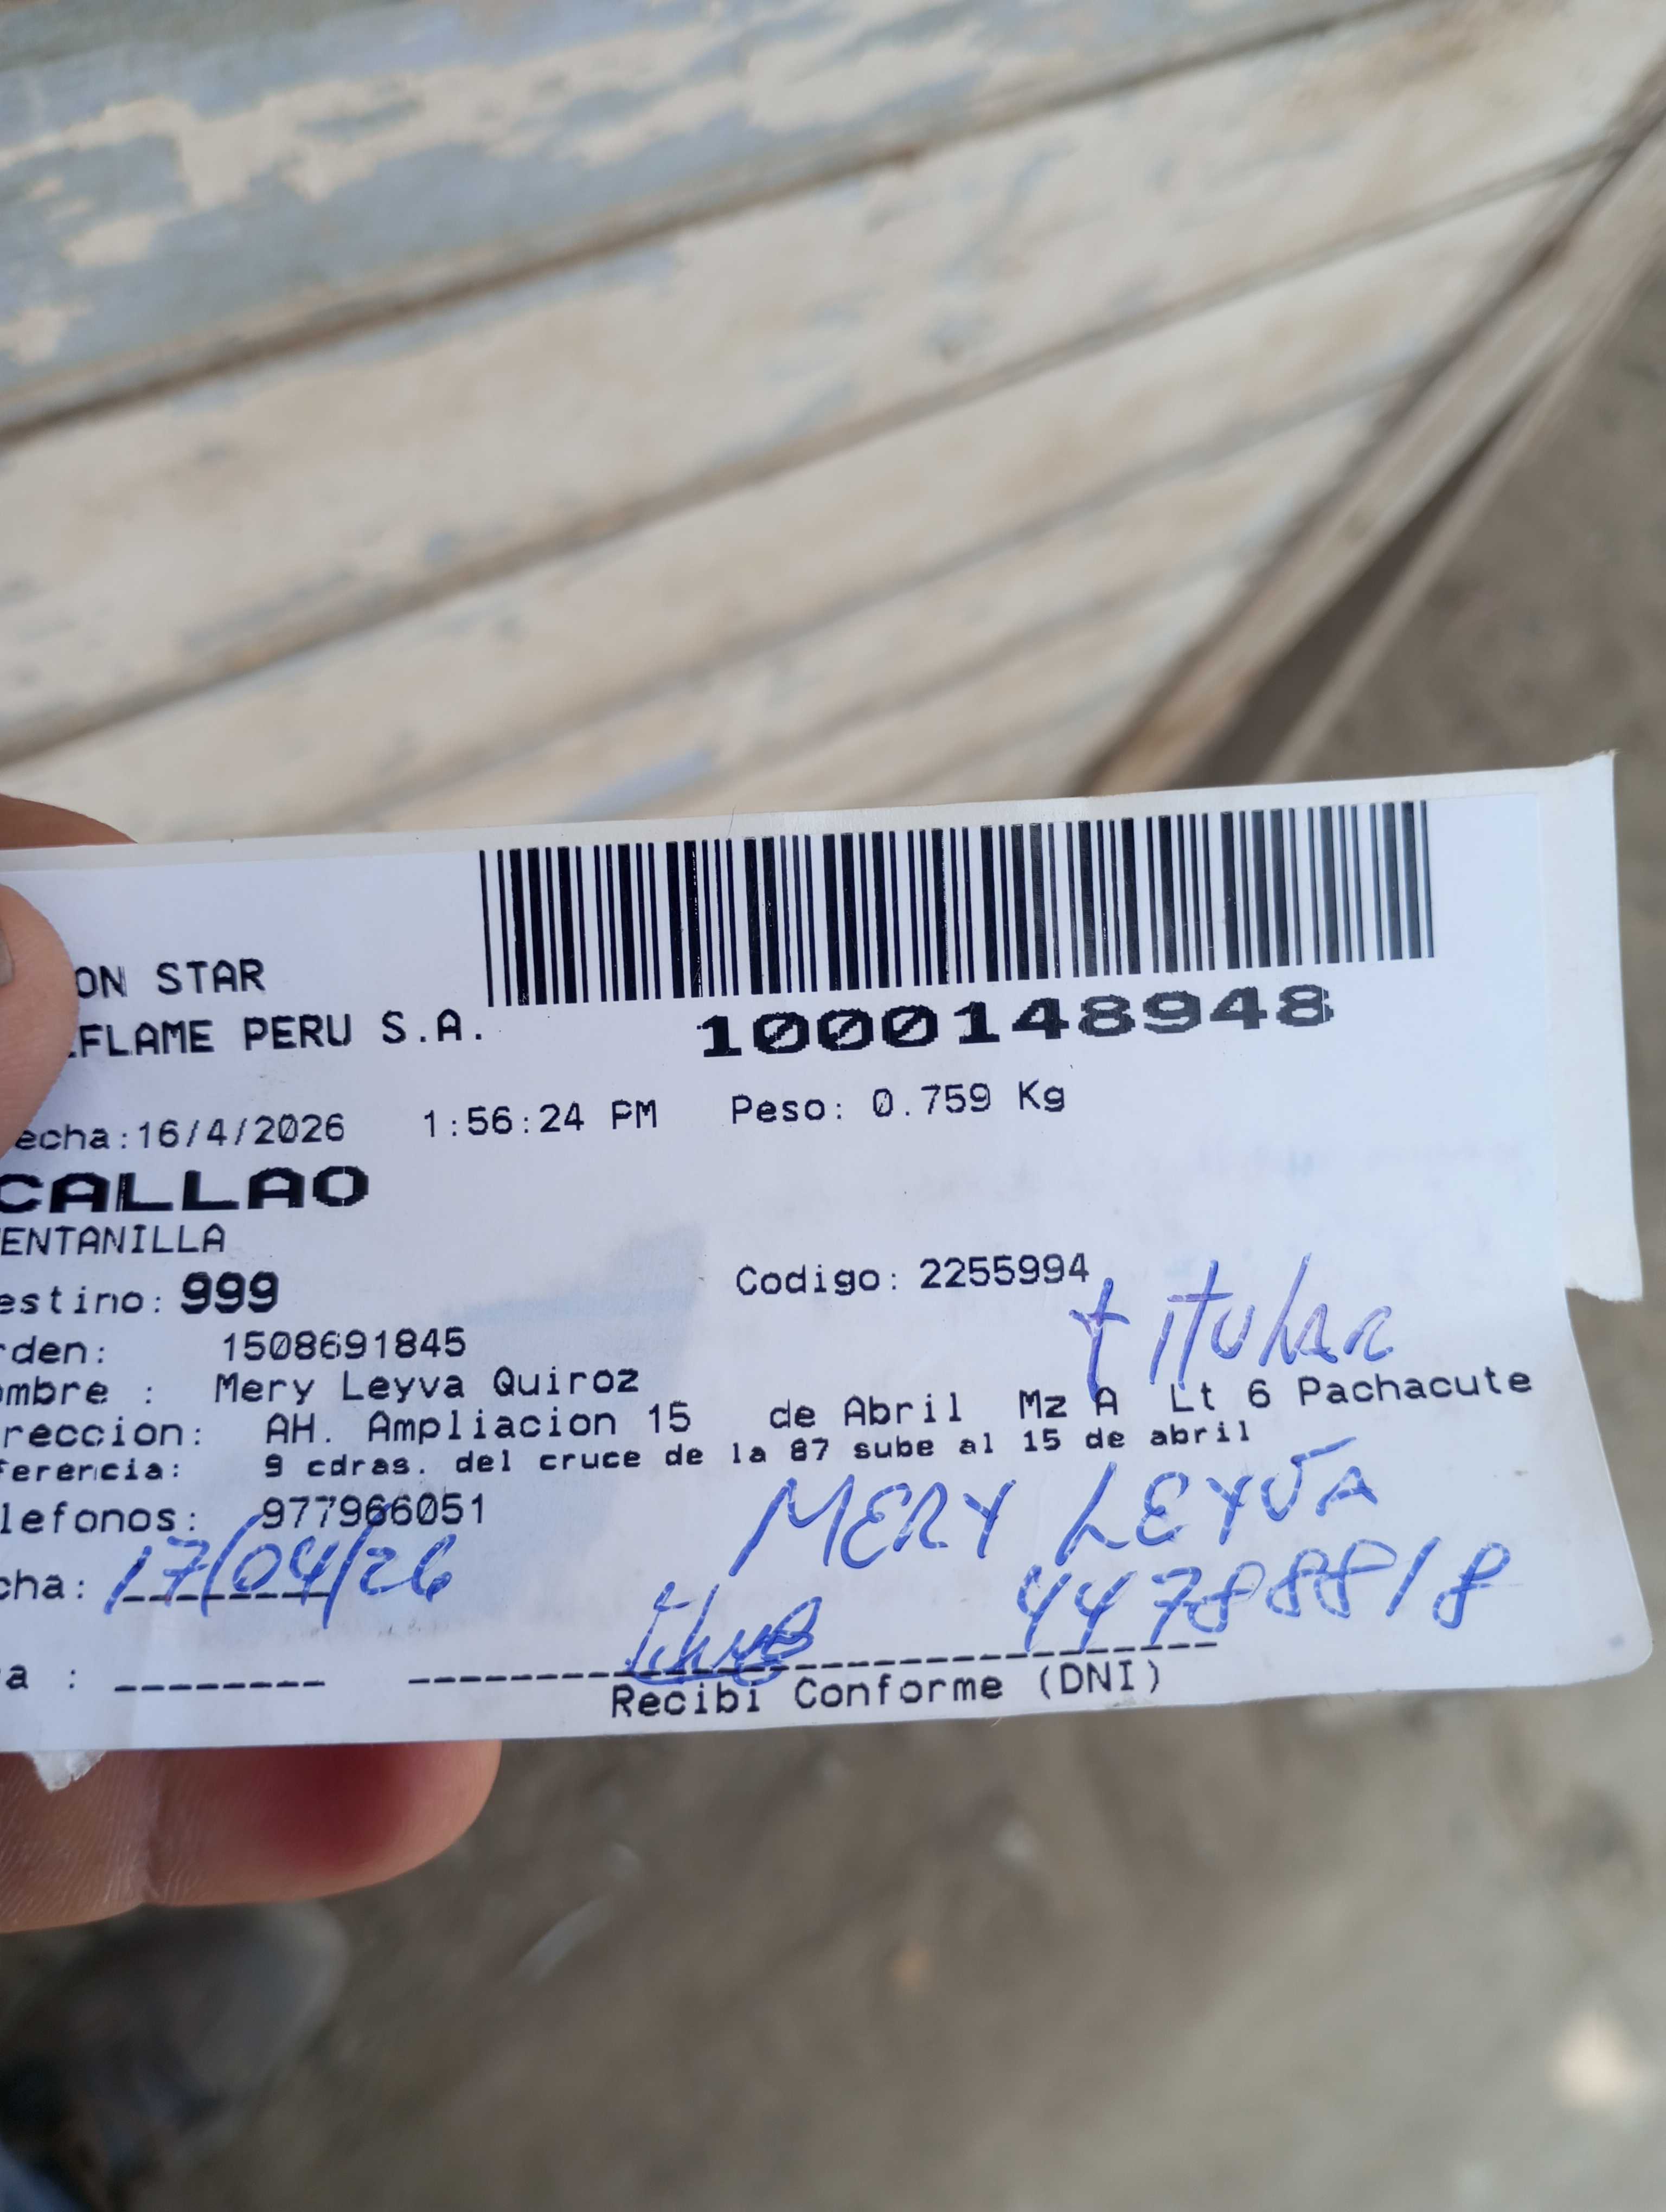 ON STAR
FLAME PERU S.A.
1000148948
echa:16/4/2026 1:56:24 PM Peso: 0.759 Kg
CALLAO
ENTANILLA
estino: 999 Codigo: 2255994
titular
rden: 1508691845
ombre : Mery Leyva Quiroz
reccion: AH. Ampliacion 15 de Abril Mz A Lt 6 Pachacute
ferencia: 9 cdras. del cruce de la 87 sube al 15 de abril
lefonos: 977966051
MERY LEYVA
cha: 17/04/26
44788818
a :
Recibi Conforme (DNI)